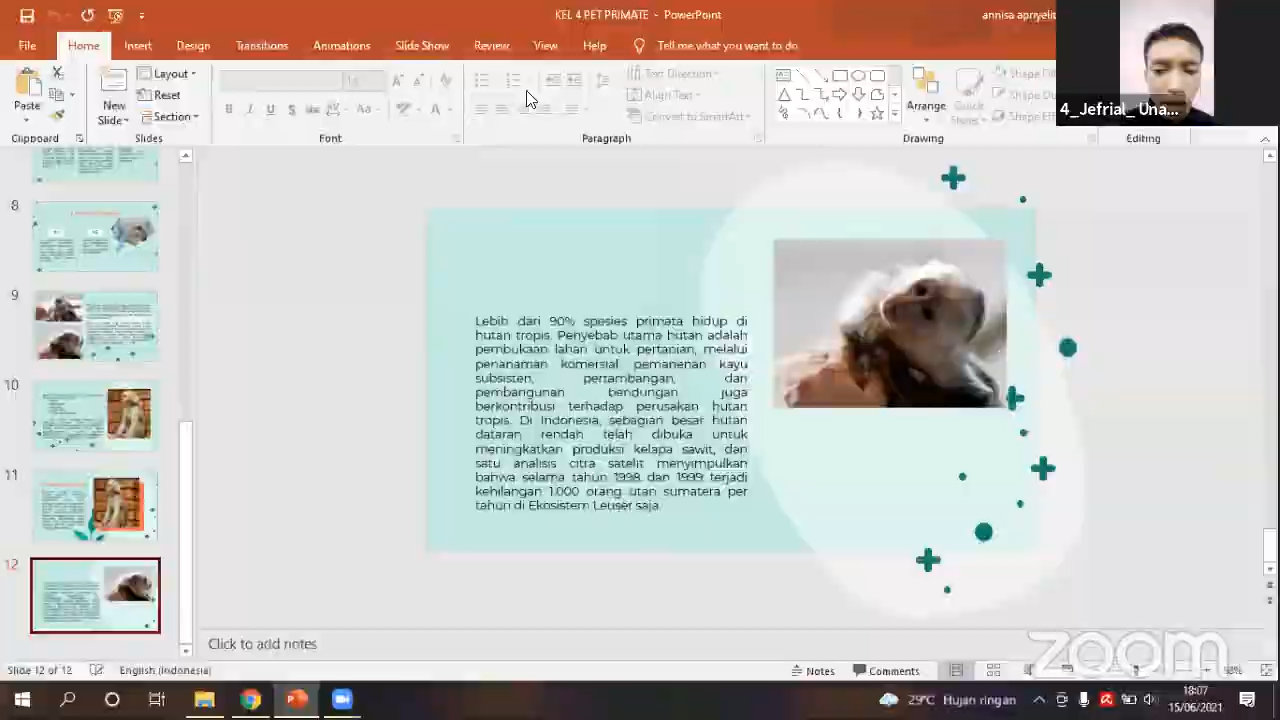 KEL 4 PET PRIMATE - PowerPoint
File Home Insert Design Transitions Animations Slide Show Review View Help Tell me what you want to do
4_Jefrial_ Una...
Paste
New Slide
Layout
Reset
Section
Text Direction
Align Text
Convert to SmartArt
Arrange
Quick Styles
Clipboard Slides Font Paragraph Drawing Editing
8
9
10
11
12
Lebih dari 90% spesies primata hidup di
hutan tropis. Penyebab utama hutan adalah
pembukaan lahan untuk pertanian, melalui
penanaman komersial pemanenan kayu
subsisten, pertambangan, dan
pembangunan bendungan juga
berkontribusi terhadap perusakan hutan
tropis. Di Indonesia, sebagian besar hutan
dataran rendah telah dibuka untuk
meningkatkan produksi kelapa sawit, dan
satu analisis citra satelit menyimpulkan
bahwa selama tahun 1998 dan 1999 terjadi
kehilangan 1.000 orang utan sumatera per
tahun di Ekosistem Leuser saja.
Click to add notes
zoom
Slide 12 of 12 English (Indonesia) Notes Comments
29°C Hujan ringan
18:07
15/06/2021